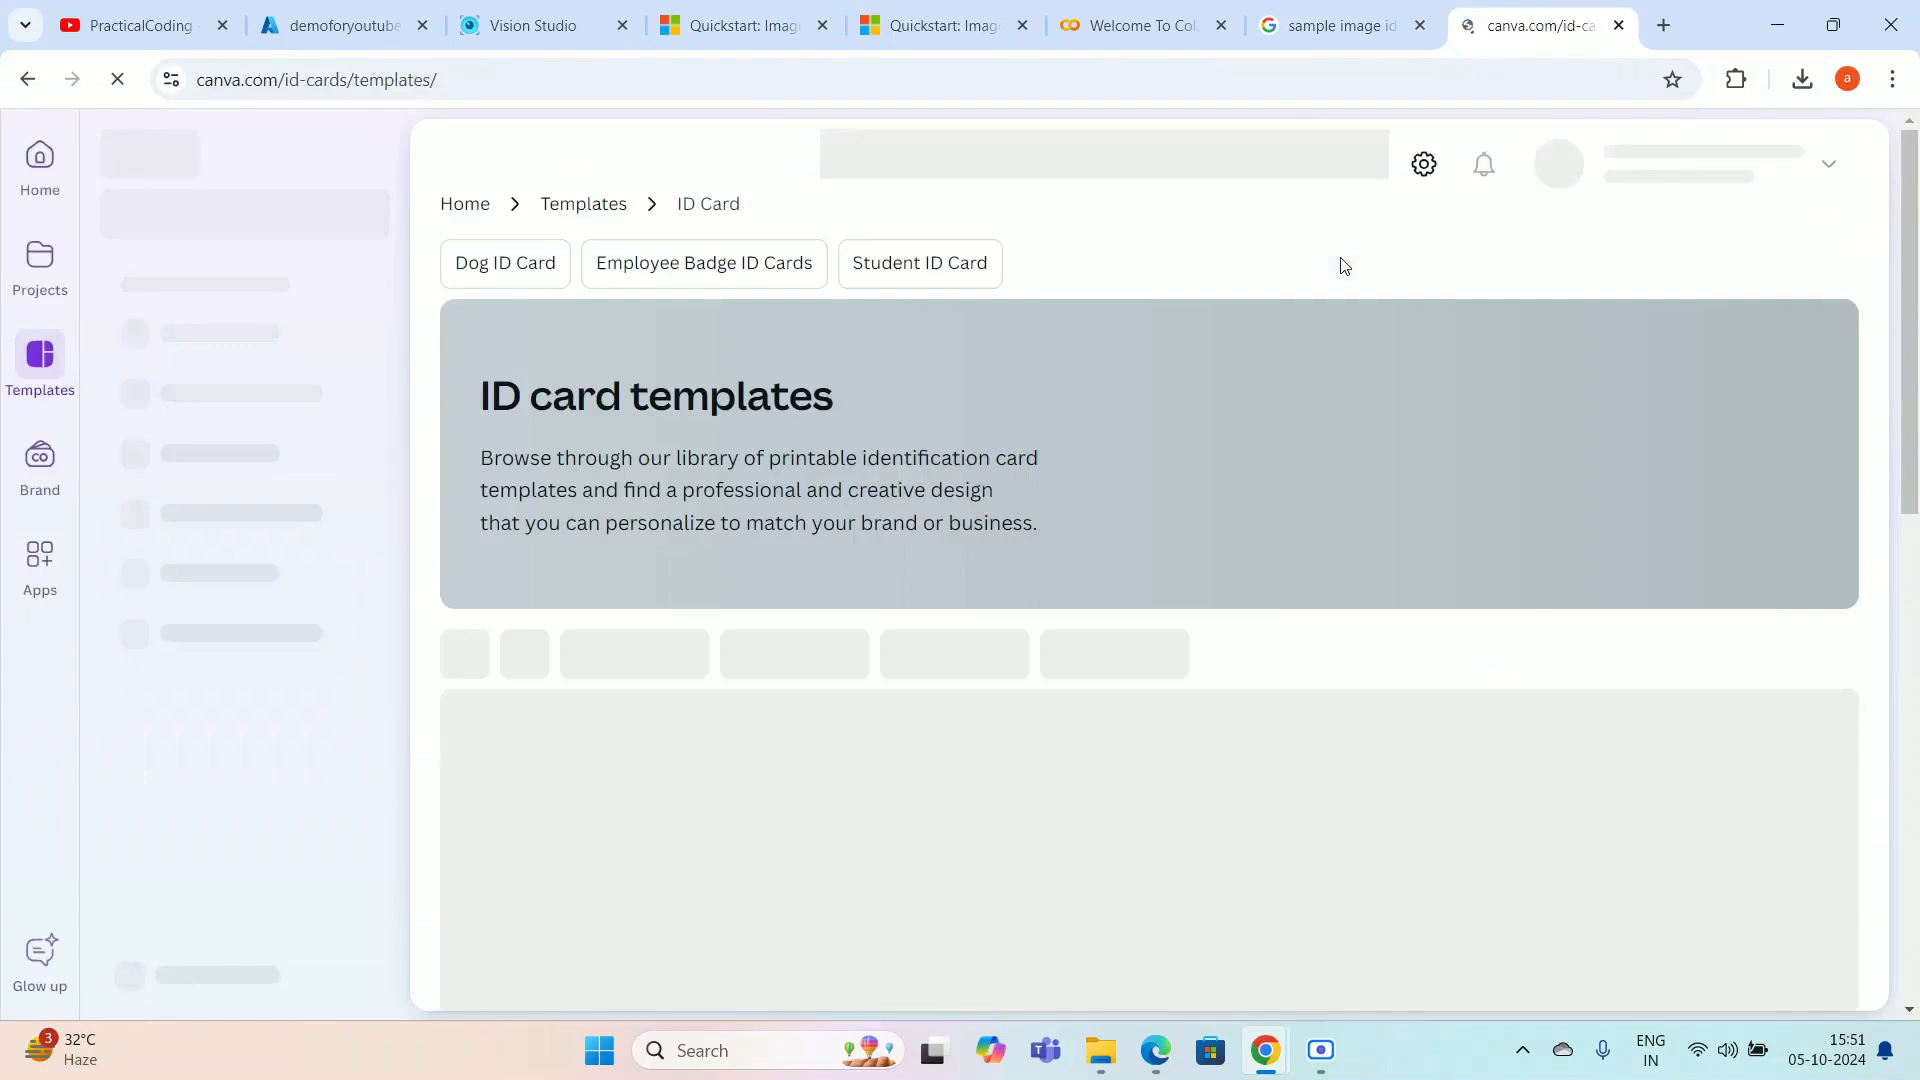 PracticalCoding
demoforyoutube
Vision Studio
Quickstart: Imag
Quickstart: Imag
Welcome To Col
sample image id
canva.com/id-ca
canva.com/id-cards/templates/
a
Home
Projects
Templates
CO
Brand
Apps
Glow up
Home
Templates
ID Card
Dog ID Card
Employee Badge ID Cards
Student ID Card
ID card templates
Browse through our library of printable identification card
templates and find a professional and creative design
that you can personalize to match your brand or business.
3
32°C
Haze
Search
ENG
IN
15:51
05-10-2024